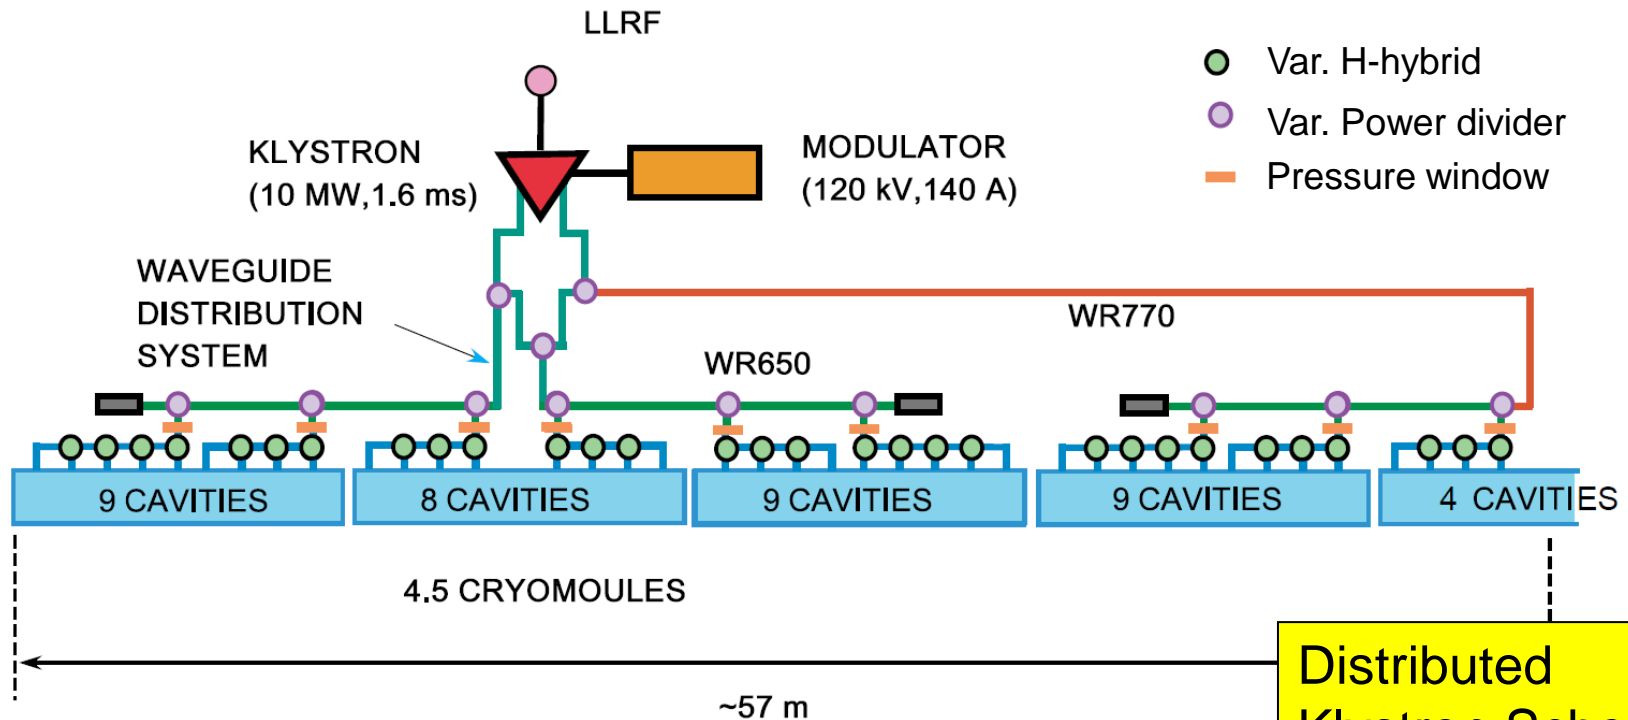 LLRF
Var. H-hybrid
Var. Power divider
Pressure window
KLYSTRON
(10 MW,1.6 ms)
MODULATOR
(120 kV,140 A)
WAVEGUIDE
DISTRIBUTION
SYSTEM
WR770
WR650
9 CAVITIES
8 CAVITIES
9 CAVITIES
9 CAVITIES
4 CAVITIES
4.5 CRYOMOULES
~57 m
Distributed
Klystron